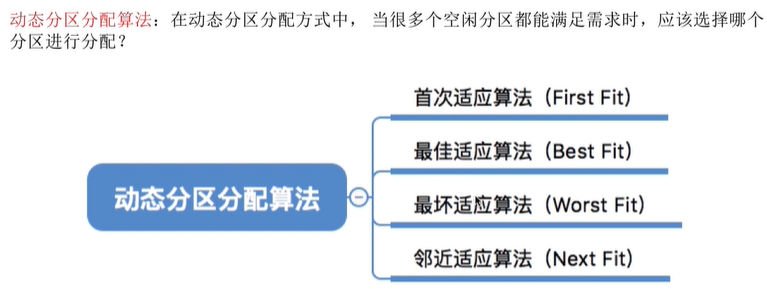 动态分区分配算法：在动态分区分配方式中， 当很多个空闲分区都能满足需求时，应该选择哪个
分区进行分配？
首次适应算法（First Fit）
最佳适应算法（Best Fit）
动态分区分配算法
最坏适应算法（Worst Fit）
邻近适应算法（Next Fit）